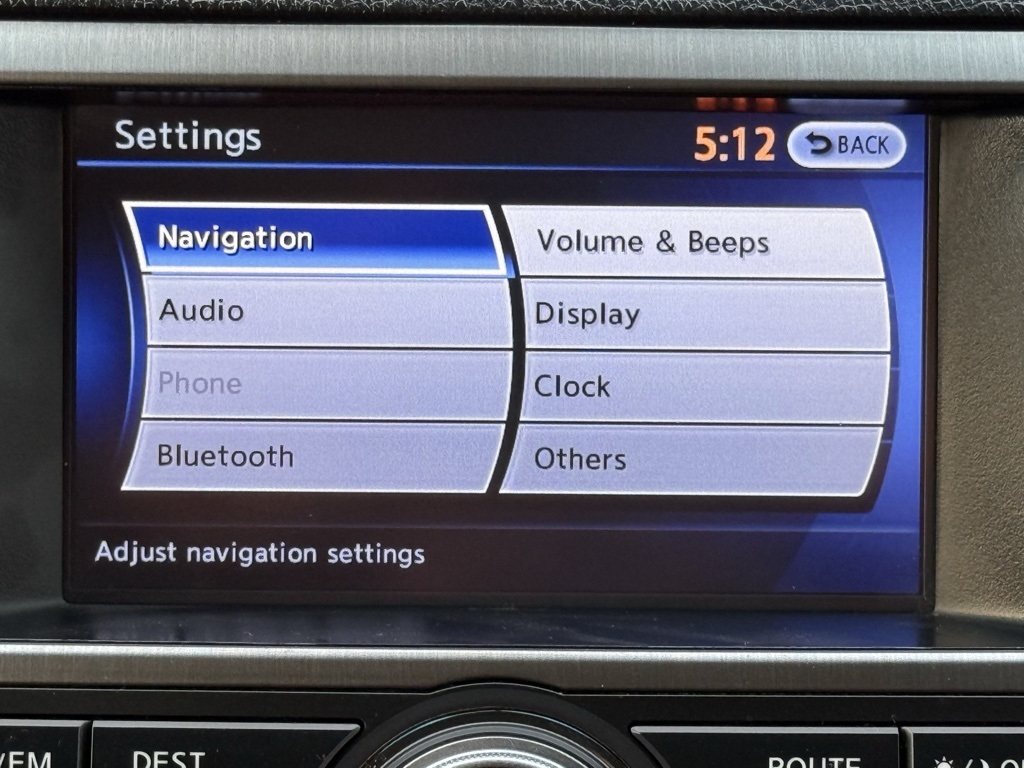 Settings
5:12
BACK
Navigation
Volume & Beeps
Audio
Display
Phone
Clock
Bluetooth
Others
Adjust navigation settings
DEST
ROUTE